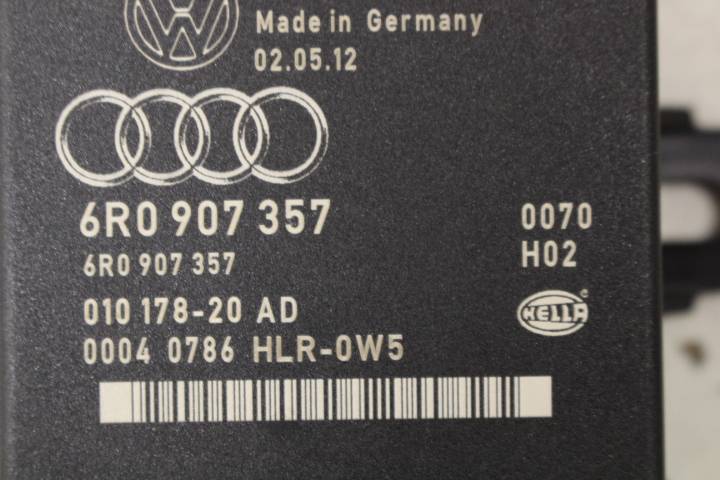 Made in Germany
02.05.12
6R0 907 357 0070
6R0 907 357 H02
010 178-20 AD
HELLA
0004 0786 HLR-0W5